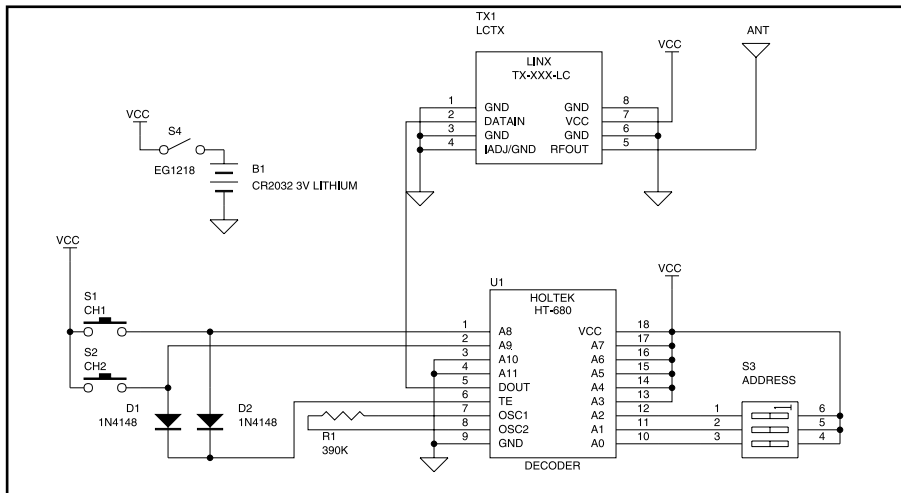 TX1
LCTX
LINX
TX-XXX-LC
VCC
ANT
1 GND GND 8
2 DATAIN VCC 7
3 GND GND 6
4 IADJ/GND RFOUT 5
VCC
S4
EG1218
B1
CR2032 3V LITHIUM
VCC
S1
CH1
S2
CH2
D1
1N4148
D2
1N4148
R1
390K
U1
HOLTEK
HT-680
VCC
1 A8 VCC 18
2 A9 A7 17
3 A10 A6 16
4 A11 A5 15
5 DOUT A4 14
6 TE A3 13
7 OSC1 A2 12
8 OSC2 A1 11
9 GND A0 10
DECODER
S3
ADDRESS
1
1 6
2 5
3 4